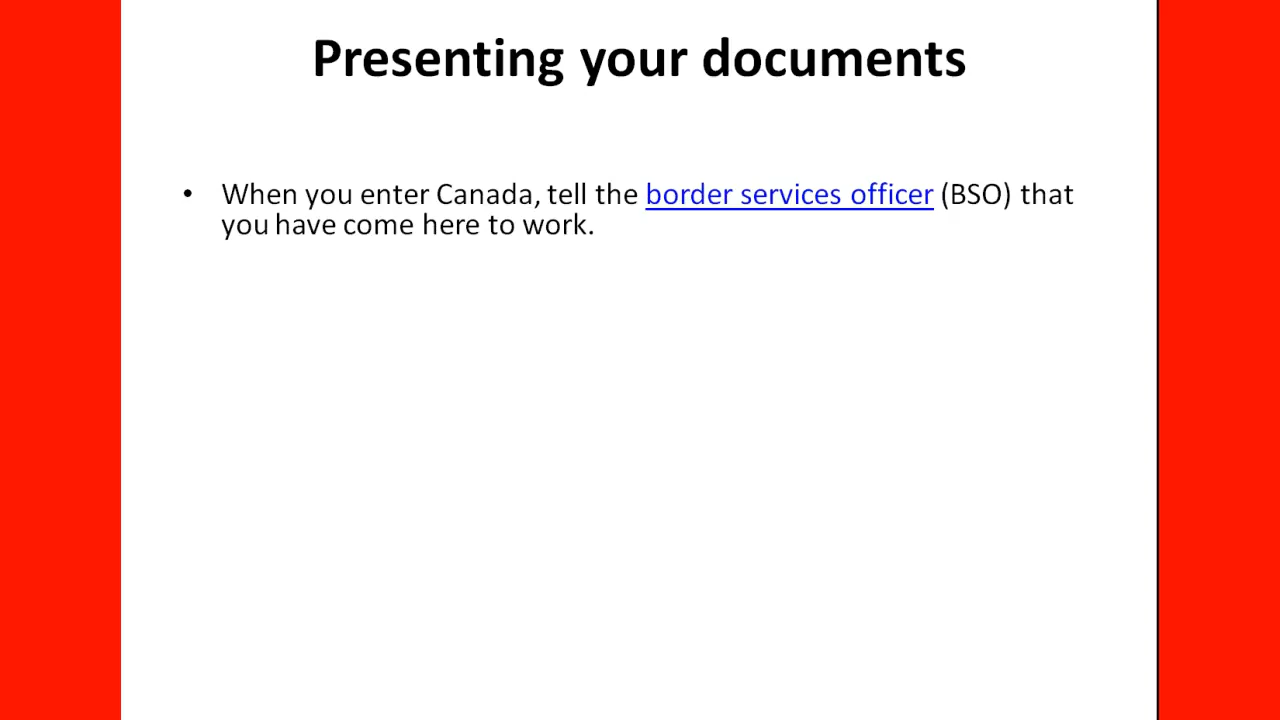 Presenting your documents
• When you enter Canada, tell the border services officer (BSO) that
you have come here to work.